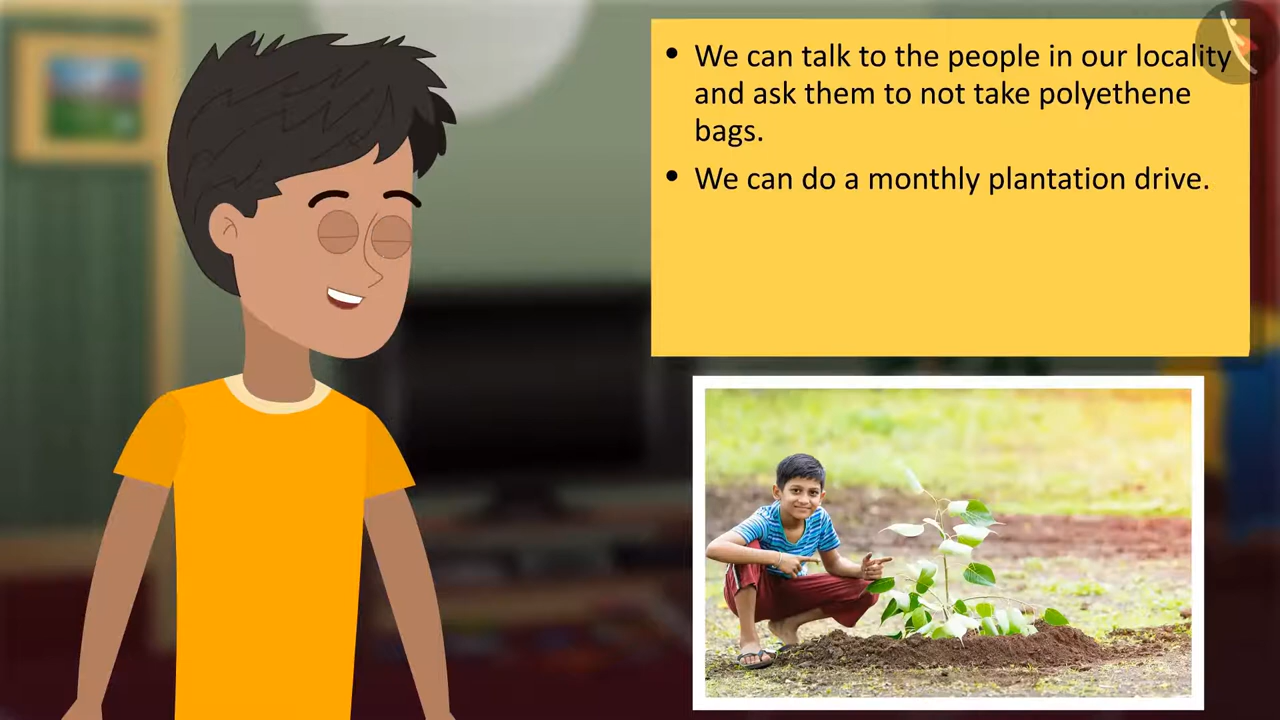 • We can talk to the people in our locality
and ask them to not take polyethene
bags.
• We can do a monthly plantation drive.